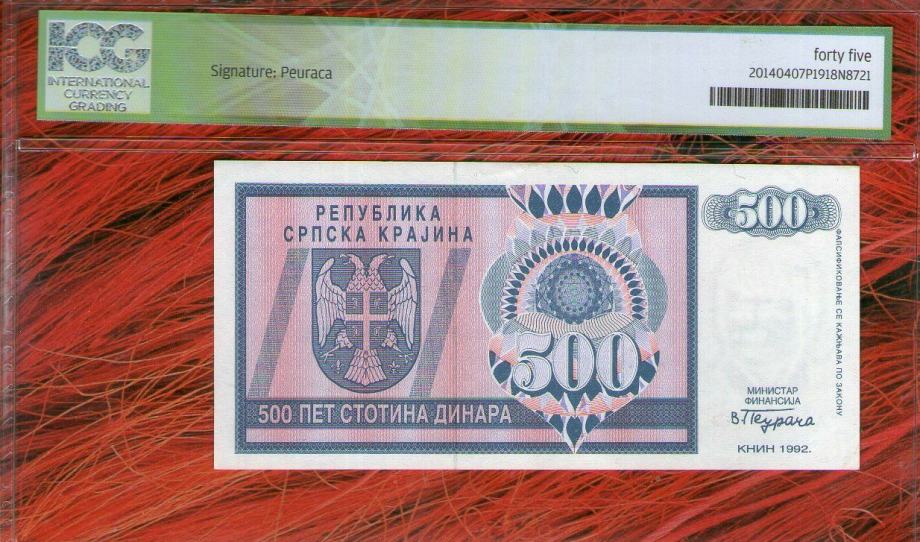 ICG
INTERNATIONAL
CURRENCY
GRADING
Signature; Peuraca
forty five
20140407P1918N8721
РЕПУБЛИКА
СРПСКА КРАЈИНА
500
ФАЛСИФИКОВАЊЕ СЕ КАЖЊАВА ПО ЗАКОНУ
500
500 ПЕТ СТОТИНА ДИНАРА
МИНИСТАР
ФИНАНСИЈА
В Пеурача
КНИН 1992.